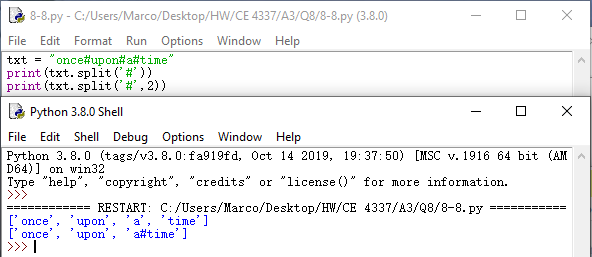 8-8.py - C:/Users/Marco/Desktop/HW/CE 4337/A3/Q8/8-8.py (3.8.0)
File Edit Format Run Options Window Help
txt = "once#upon#a#time"
print(txt.split('#'))
print(txt.split('#',2))
Python 3.8.0 Shell
File Edit Shell Debug Options Window Help
Python 3.8.0 (tags/v3.8.0:fa919fd, Oct 14 2019, 19:37:50) [MSC v.1916 64 bit (AM
D64)] on win32
Type "help", "copyright", "credits" or "license()" for more information.
>>>
============ RESTART: C:/Users/Marco/Desktop/HW/CE 4337/A3/Q8/8-8.py ===========
['once', 'upon', 'a', 'time']
['once', 'upon', 'a#time']
>>>